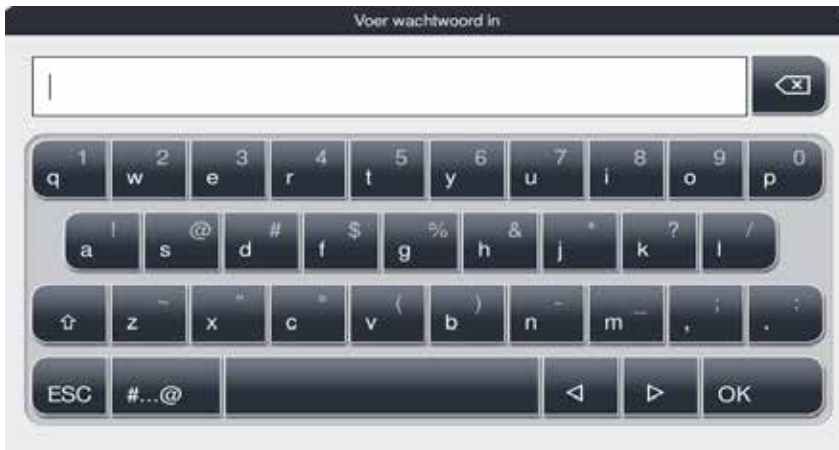 Voer wachtwoord in
1 2 3 4 5 6 7 8 9 0
q w e r t y u i o p
! @ # $ % & * ? /
a s d f g h j k l
~ " ( ) - _ ; :
z x c v b n m , .
ESC #...@ OK